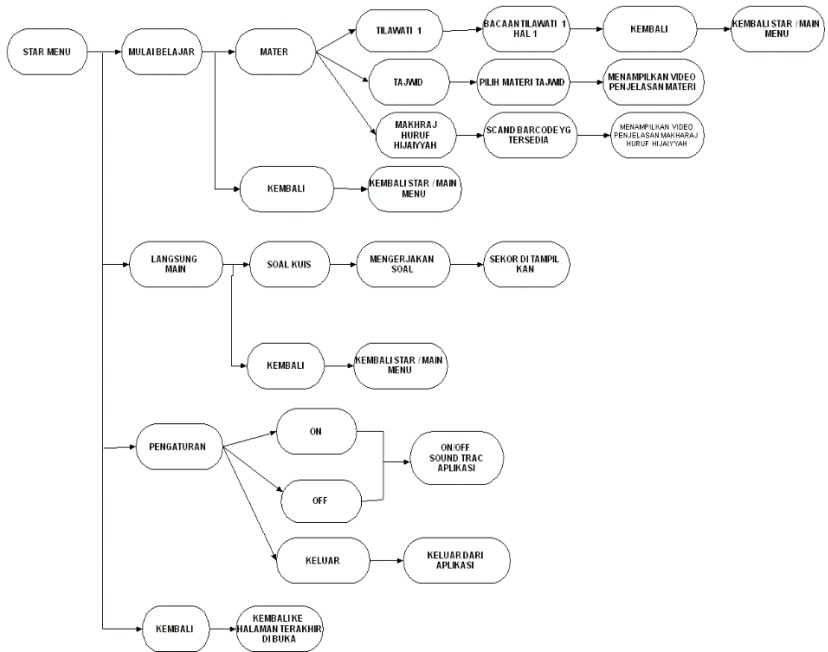 STAR MENU
MULAI BELAJAR
MATER
TILAWATI 1
BACAAN TILAWATI 1
HAL 1
KEMBALI
KEMBALI STAR / MAIN
MENU
TAJWID
PILIH MATERI TAJWID
MENAMPILKAN VIDEO
PENJELASAN MATERI
MAKHRAJ
HURUF
HIJAIYYAH
SCAND BARCODE YG
TERSEDIA
MENAMPILKAN VIDEO
PENJELASAN MAKHARAJ
HURUF HIJAIYYAH
KEMBALI
KEMBALI STAR / MAIN
MENU
LANGSUNG
MAIN
SOAL KUIS
MENGERJAKAN
SOAL
SEKOR DI TAMPIL
KAN
KEMBALI
KEMBALI STAR / MAIN
MENU
PENGATURAN
ON
OFF
ON/OFF
SOUND TRAC
APLIKASI
KELUAR
KELUAR DARI
APLIKASI
KEMBALI
KEMBALI KE
HALAMAN TERAKHIR
DI BUKA